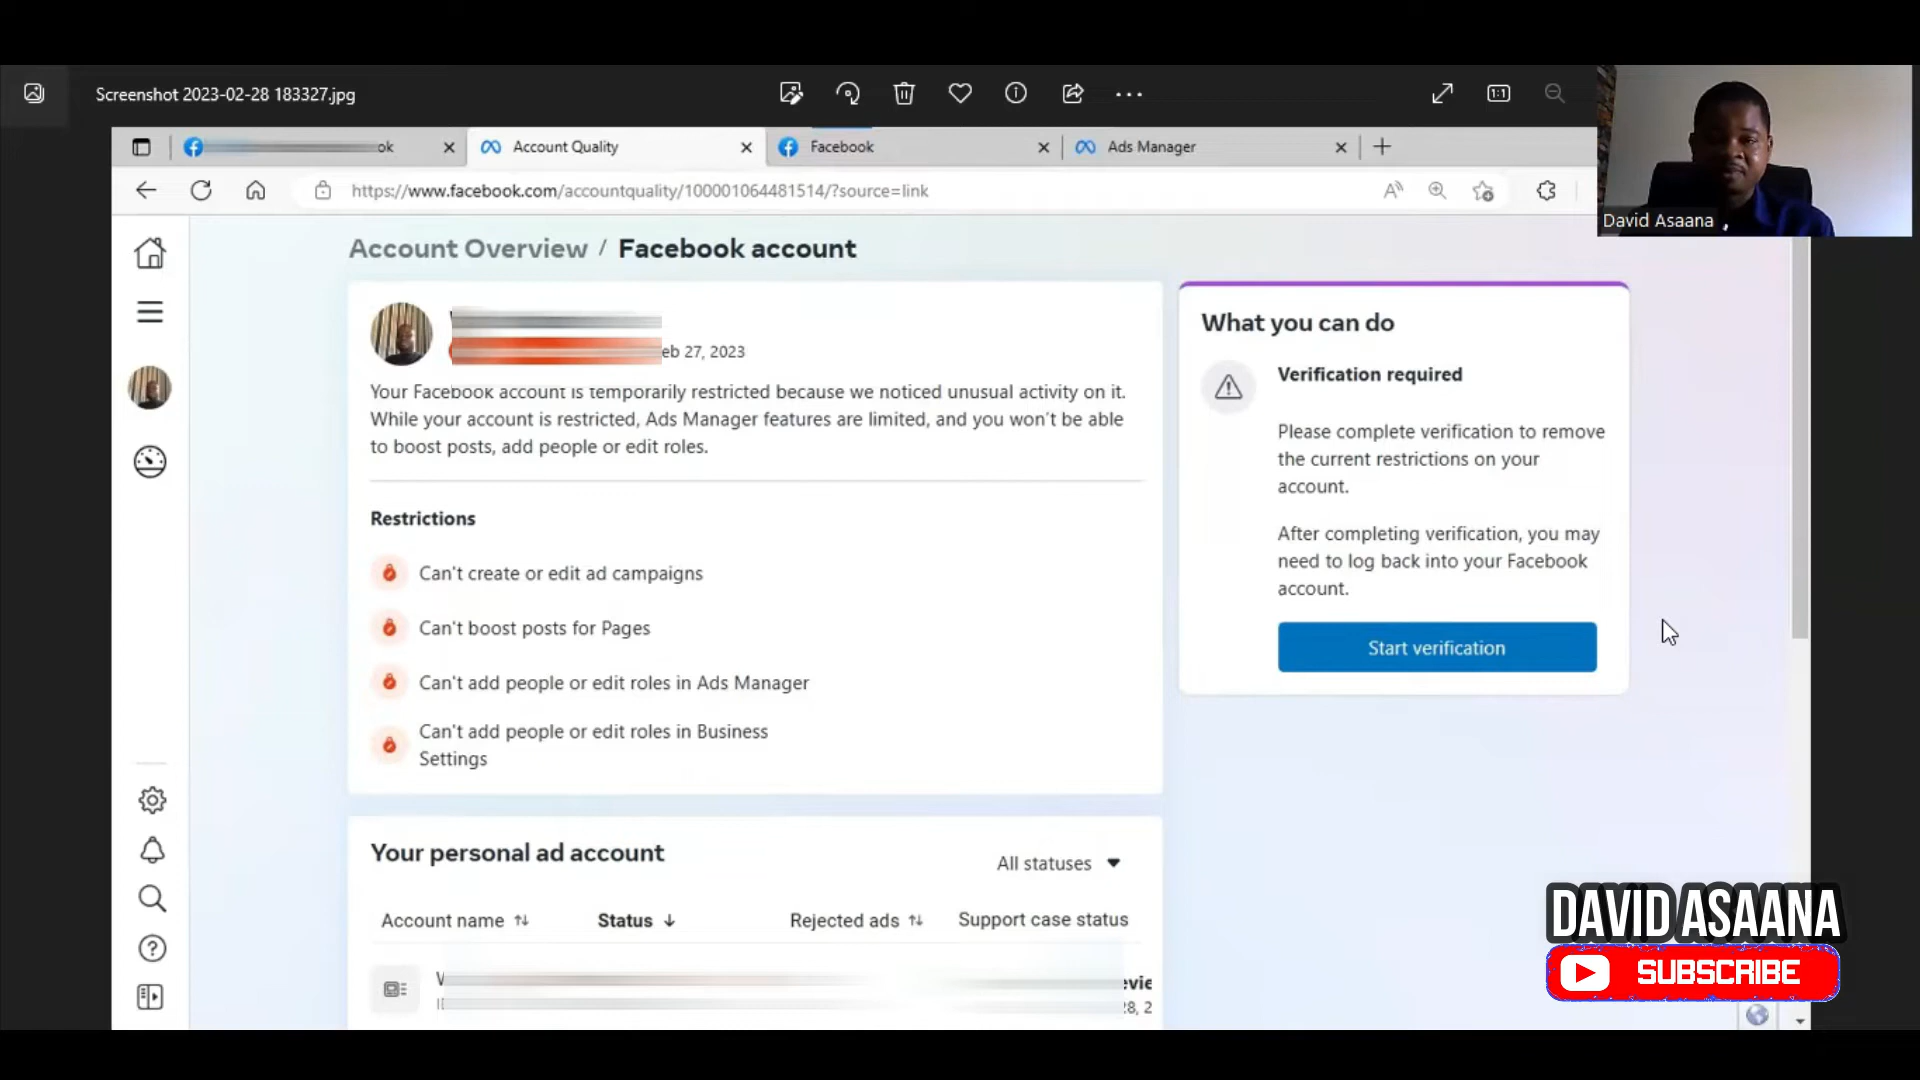 Screenshot 2023-02-28 183327.jpg
1:1
ok
Account Quality
Facebook
Ads Manager
https://www.facebook.com/accountquality/100001064481514/?source=link
David Asaana
Account Overview / Facebook account
eb 27, 2023
Your Facebook account is temporarily restricted because we noticed unusual activity on it.
While your account is restricted, Ads Manager features are limited, and you won't be able
to boost posts, add people or edit roles.
Restrictions
Can't create or edit ad campaigns
Can't boost posts for Pages
Can't add people or edit roles in Ads Manager
Can't add people or edit roles in Business
Settings
What you can do
Verification required
Please complete verification to remove
the current restrictions on your
account.
After completing verification, you may
need to log back into your Facebook
account.
Start verification
Your personal ad account
All statuses
Account name
Status
Rejected ads
Support case status
evie
28, 2
DAVID ASAANA
SUBSCRIBE